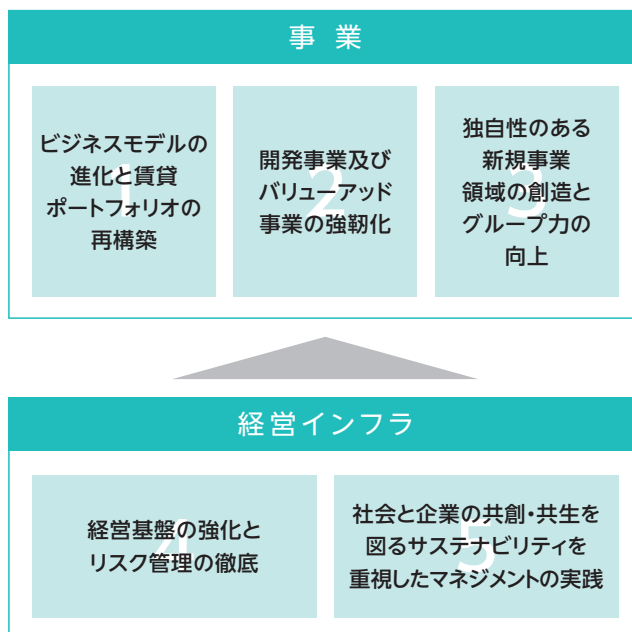 事 業
1
ビジネスモデルの
進化と賃貸
ポートフォリオの
再構築
2
開発事業及び
バリューアッド
事業の強靭化
3
独自性のある
新規事業
領域の創造と
グループ力の
向上
経営インフラ
4
経営基盤の強化と
リスク管理の徹底
5
社会と企業の共創・共生を
図るサステナビリティを
重視したマネジメントの実践